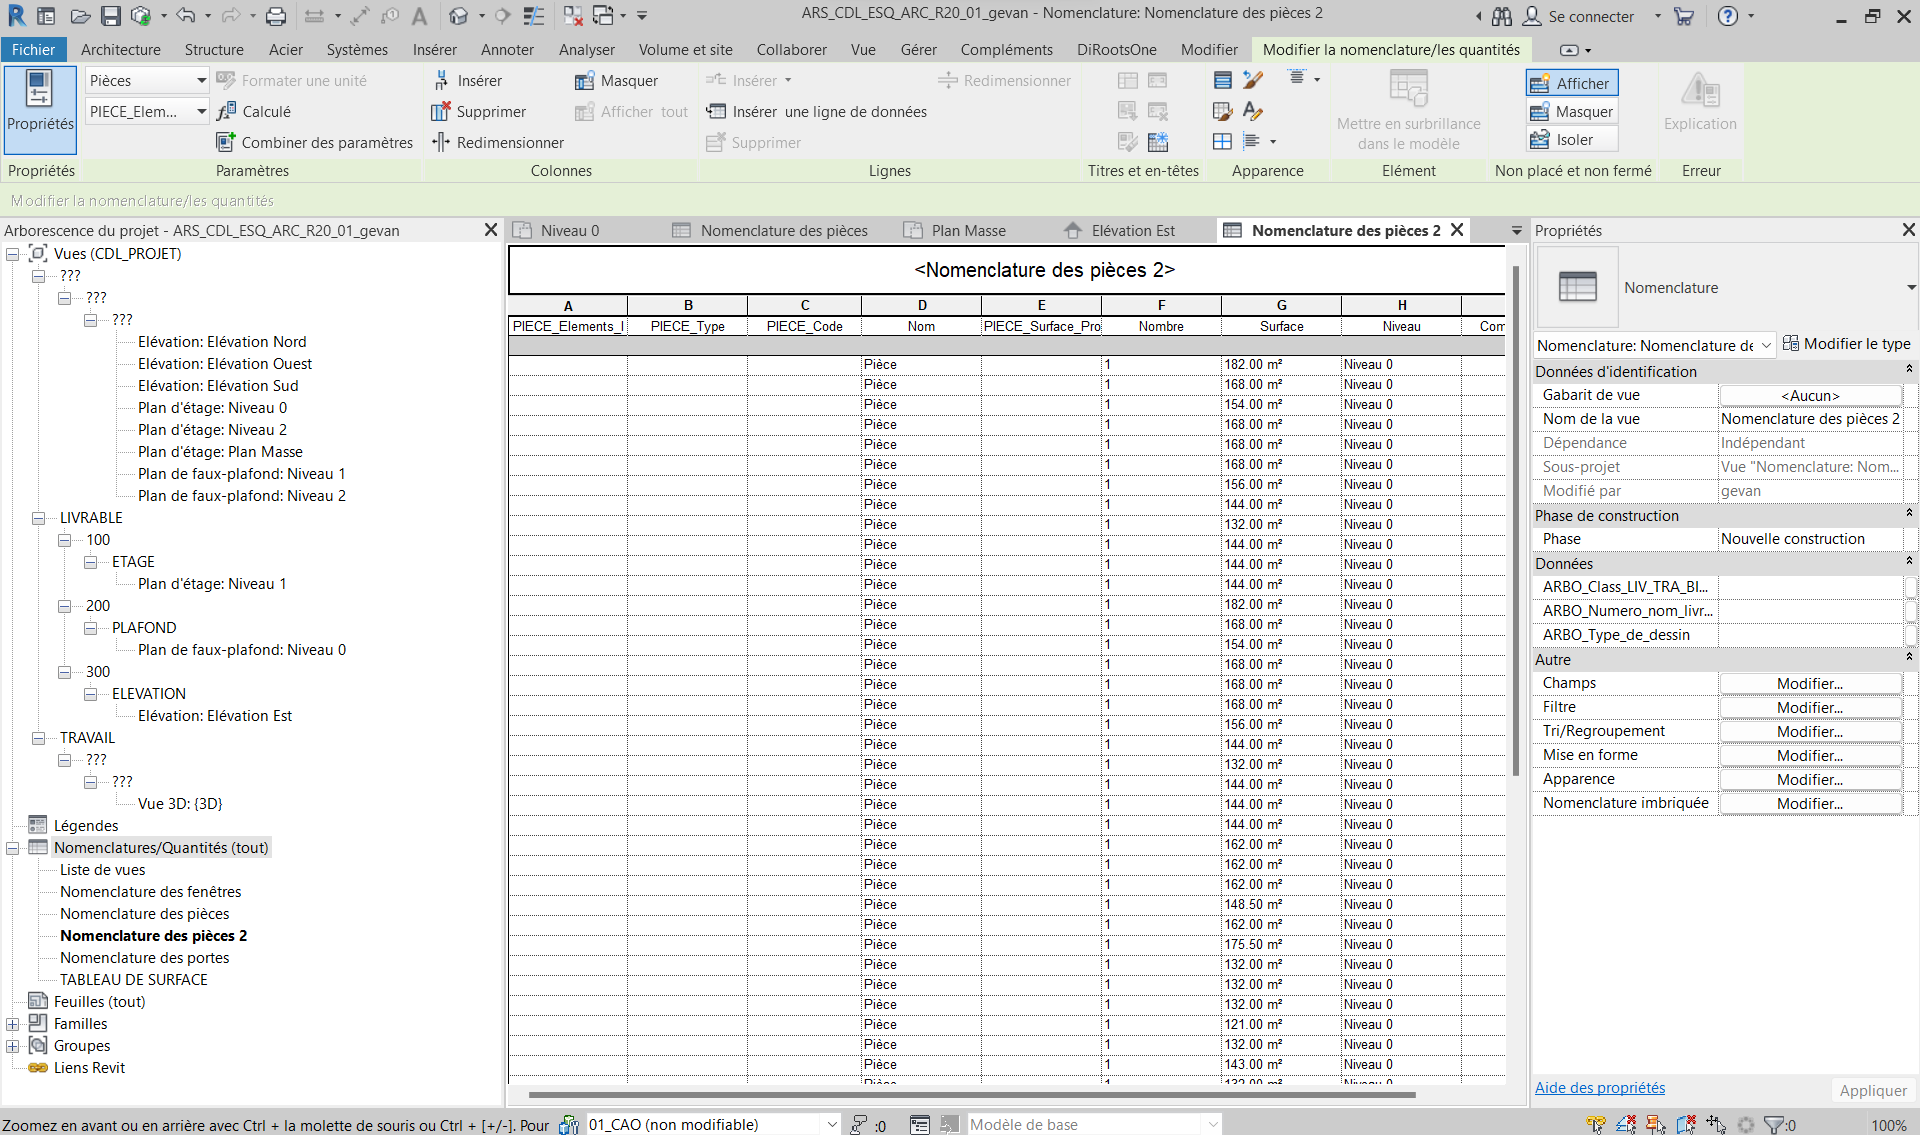 ARS_CDL_ESQ_ARC_R20_01_gevan - Nomenclature: Nomenclature des pièces 2
Se connecter
Fichier Architecture Structure Acier Systèmes Insérer Annoter Analyser Volume et site Collaborer Vue Gérer Compléments DiRootsOne Modifier Modifier la nomenclature/les quantités
Pièces Formater une unité Insérer Masquer Insérer Redimensionner Afficher
PIECE_Elem... Calculé Supprimer Afficher tout Insérer une ligne de données Masquer
Propriétés Mettre en surbrillance dans le modèle Explication
Combiner des paramètres Redimensionner Supprimer Isoler
Propriétés Paramètres Colonnes Lignes Titres et en-têtes Apparence Elément Non placé et non fermé Erreur
Modifier la nomenclature/les quantités
Arborescence du projet - ARS_CDL_ESQ_ARC_R20_01_gevan
Vues (CDL_PROJET)
???
???
???
Elévation: Elévation Nord
Elévation: Elévation Ouest
Elévation: Elévation Sud
Plan d'étage: Niveau 0
Plan d'étage: Niveau 2
Plan d'étage: Plan Masse
Plan de faux-plafond: Niveau 1
Plan de faux-plafond: Niveau 2
LIVRABLE
100
ETAGE
Plan d'étage: Niveau 1
200
PLAFOND
Plan de faux-plafond: Niveau 0
300
ELEVATION
Elévation: Elévation Est
TRAVAIL
???
???
Vue 3D: {3D}
Légendes
Nomenclatures/Quantités (tout)
Liste de vues
Nomenclature des fenêtres
Nomenclature des pièces
Nomenclature des pièces 2
Nomenclature des portes
TABLEAU DE SURFACE
Feuilles (tout)
Familles
Groupes
Liens Revit
Niveau 0 Nomenclature des pièces Plan Masse Elévation Est Nomenclature des pièces 2
<Nomenclature des pièces 2>
A B C D E F G H
PIECE_Elements_I PIECE_Type PIECE_Code Nom PIECE_Surface_Pro Nombre Surface Niveau Com
Pièce 1 182.00 m² Niveau 0
Pièce 1 168.00 m² Niveau 0
Pièce 1 154.00 m² Niveau 0
Pièce 1 168.00 m² Niveau 0
Pièce 1 168.00 m² Niveau 0
Pièce 1 168.00 m² Niveau 0
Pièce 1 156.00 m² Niveau 0
Pièce 1 144.00 m² Niveau 0
Pièce 1 132.00 m² Niveau 0
Pièce 1 144.00 m² Niveau 0
Pièce 1 144.00 m² Niveau 0
Pièce 1 144.00 m² Niveau 0
Pièce 1 182.00 m² Niveau 0
Pièce 1 168.00 m² Niveau 0
Pièce 1 154.00 m² Niveau 0
Pièce 1 168.00 m² Niveau 0
Pièce 1 168.00 m² Niveau 0
Pièce 1 168.00 m² Niveau 0
Pièce 1 156.00 m² Niveau 0
Pièce 1 144.00 m² Niveau 0
Pièce 1 132.00 m² Niveau 0
Pièce 1 144.00 m² Niveau 0
Pièce 1 144.00 m² Niveau 0
Pièce 1 144.00 m² Niveau 0
Pièce 1 162.00 m² Niveau 0
Pièce 1 162.00 m² Niveau 0
Pièce 1 162.00 m² Niveau 0
Pièce 1 148.50 m² Niveau 0
Pièce 1 162.00 m² Niveau 0
Pièce 1 175.50 m² Niveau 0
Pièce 1 132.00 m² Niveau 0
Pièce 1 132.00 m² Niveau 0
Pièce 1 132.00 m² Niveau 0
Pièce 1 121.00 m² Niveau 0
Pièce 1 132.00 m² Niveau 0
Pièce 1 143.00 m² Niveau 0
Pièce 1 132.00 m² Niveau 0
Propriétés
Nomenclature
Nomenclature: Nomenclature de Modifier le type
Données d'identification
Gabarit de vue <Aucun>
Nom de la vue Nomenclature des pièces 2
Dépendance Indépendant
Sous-projet Vue "Nomenclature: Nom...
Modifié par gevan
Phase de construction
Phase Nouvelle construction
Données
ARBO_Class_LIV_TRA_BI...
ARBO_Numero_nom_livr...
ARBO_Type_de_dessin
Autre
Champs Modifier...
Filtre Modifier...
Tri/Regroupement Modifier...
Mise en forme Modifier...
Apparence Modifier...
Nomenclature imbriquée Modifier...
Aide des propriétés Appliquer
Zoomez en avant ou en arrière avec Ctrl + la molette de souris ou Ctrl + [+/-]. Pour 01_CAO (non modifiable) :0 Modèle de base :0 100%